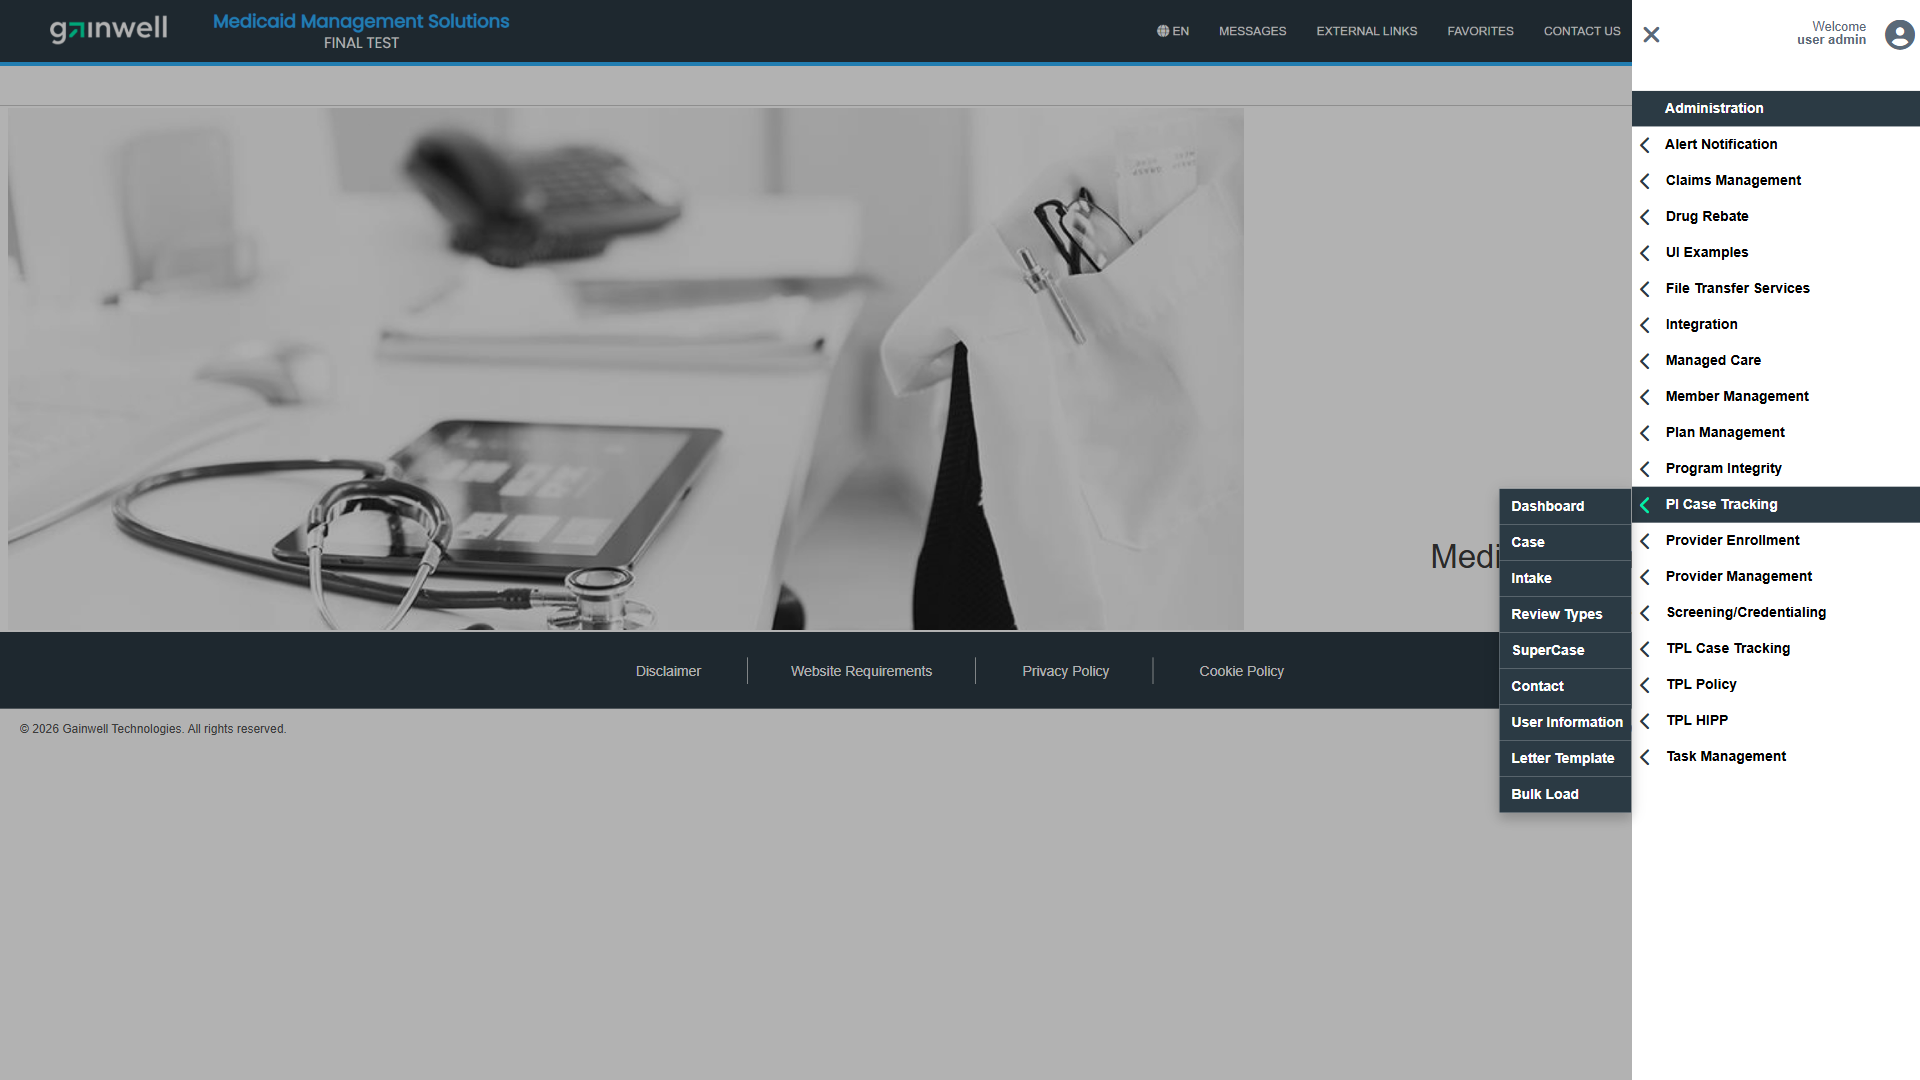 gainwell
Medicaid Management Solutions
FINAL TEST
EN
MESSAGES
EXTERNAL LINKS
FAVORITES
CONTACT US
Welcome
user admin
Administration
Alert Notification
Claims Management
Drug Rebate
UI Examples
File Transfer Services
Integration
Managed Care
Member Management
Plan Management
Program Integrity
PI Case Tracking
Dashboard
Case
Intake
Review Types
SuperCase
Contact
User Information
Letter Template
Bulk Load
Provider Enrollment
Provider Management
Screening/Credentialing
TPL Case Tracking
TPL Policy
TPL HIPP
Task Management
Medi
Disclaimer
Website Requirements
Privacy Policy
Cookie Policy
© 2026 Gainwell Technologies. All rights reserved.